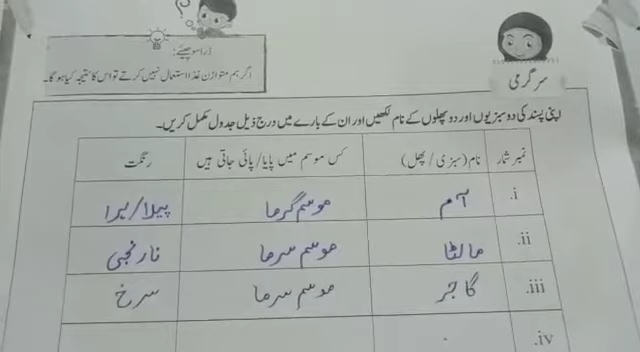 ذرا سوچیے:
اگر ہم متوازن غذا استعمال نہیں کرتے تو اس کا نتیجہ کیا ہو گا۔
سرگرمی
اپنی پسند کی دو سبزیوں اور دو پھلوں کے نام لکھیں اور ان کے بارے میں درج ذیل جدول مکمل کریں۔
نمبر شمار نام (سبزی / پھل) کس موسم میں پایا/پائی جاتی ہیں رنگت
i. آم موسم گرما پیلا/ہرا
ii. مالٹا موسم سرما نارنجی
iii. گاجر موسم سرما سرخ
iv.